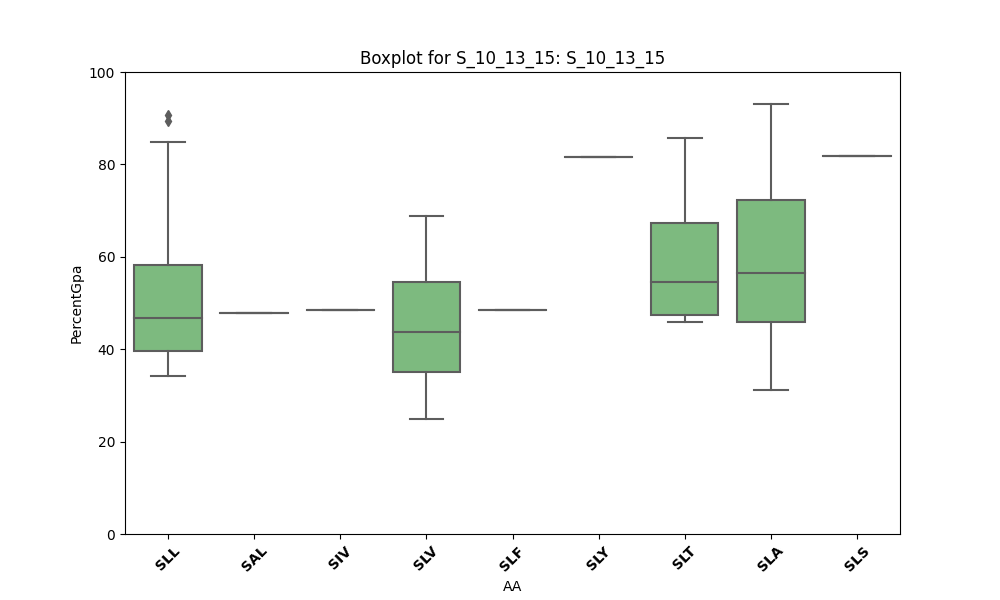 Boxplot for S_10_13_15: S_10_13_15
100
80
60
40
20
0
PercentGpa
SLL
SAL
SIV
SLV
SLF
SLY
SLT
SLA
SLS
AA